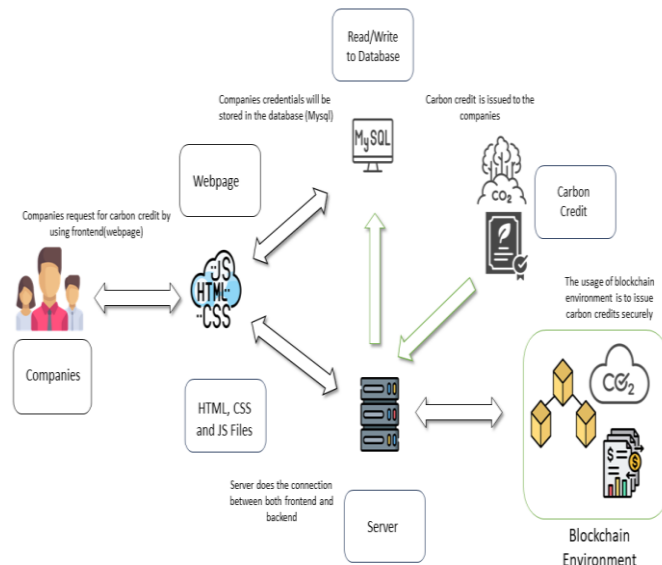 Read/Write
to Database
Companies credentials will be
stored in the database (Mysql)
Carbon credit is issued to the
companies
MySQL
Webpage
CO2
Carbon
Credit
Companies request for carbon credit by
using frontend(webpage)
JS
HTML
CSS
The usage of blockchain
environment is to issue
carbon credits securely
Companies
CO2
HTML, CSS
and JS Files
$
$
Server does the connection
between both frontend and
backend
Server
Blockchain
Environment